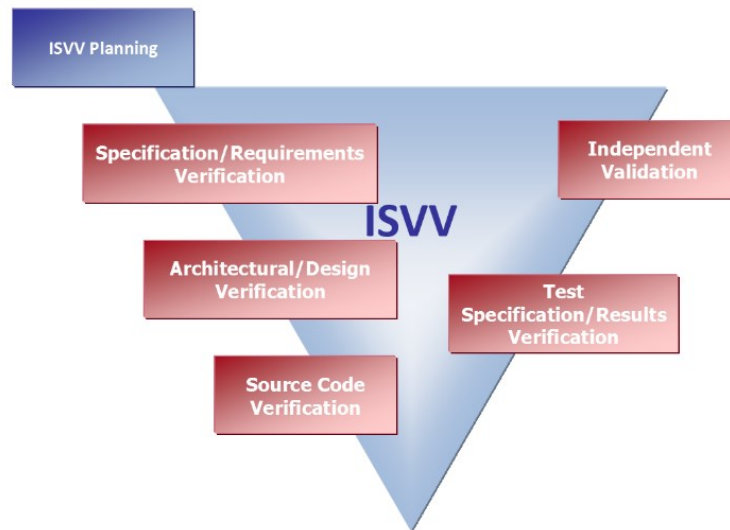 ISVV Planning
Specification/Requirements
Verification
Independent
Validation
ISVV
Architectural/Design
Verification
Test
Specification/Results
Verification
Source Code
Verification